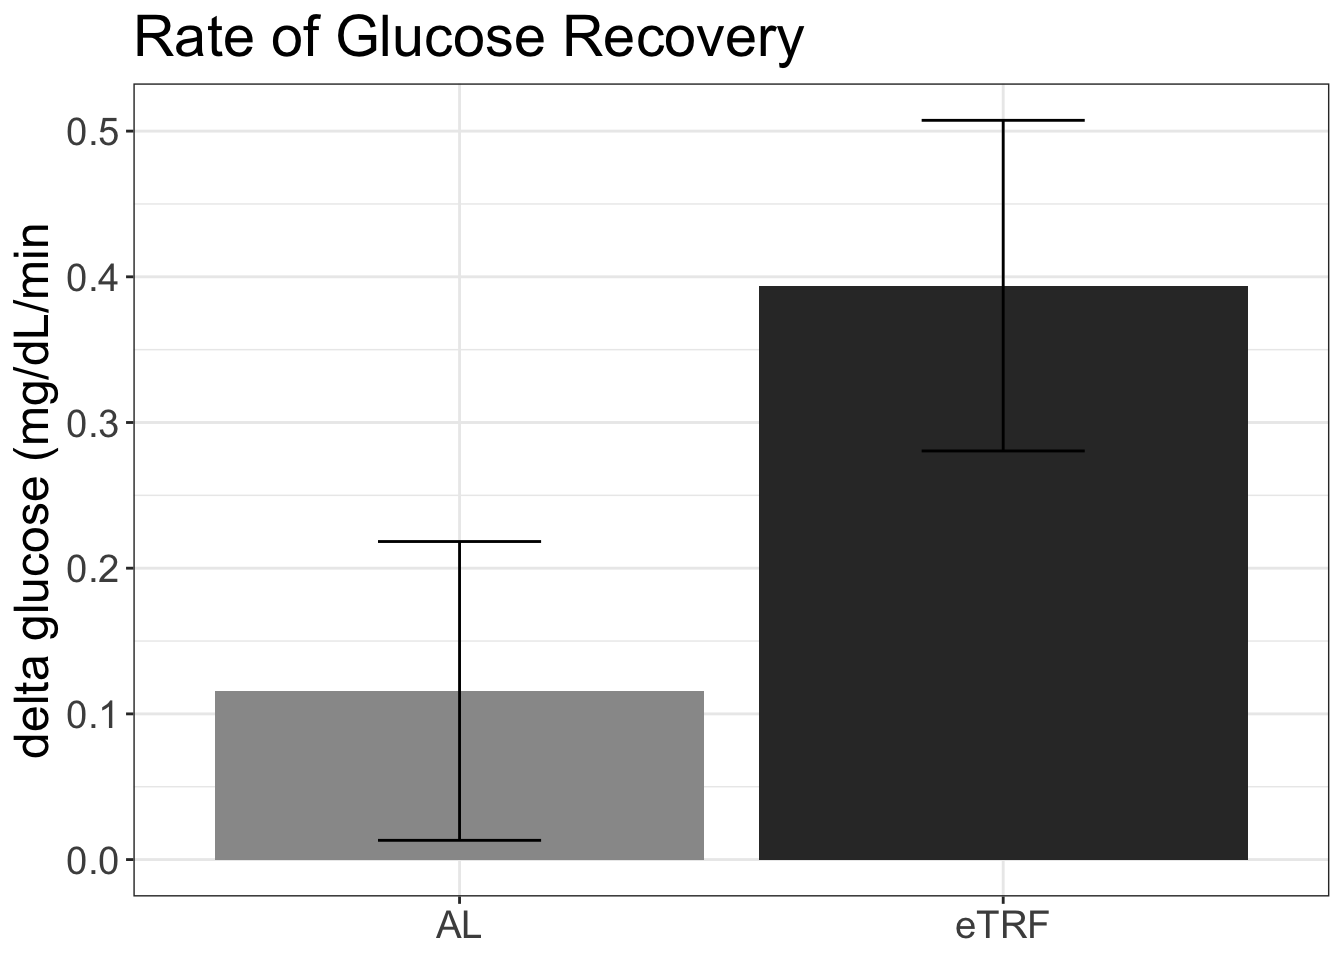 Rate of Glucose Recovery
delta glucose (mg/dL/min
0.5
0.4
0.3
0.2
0.1
0.0
AL
eTRF